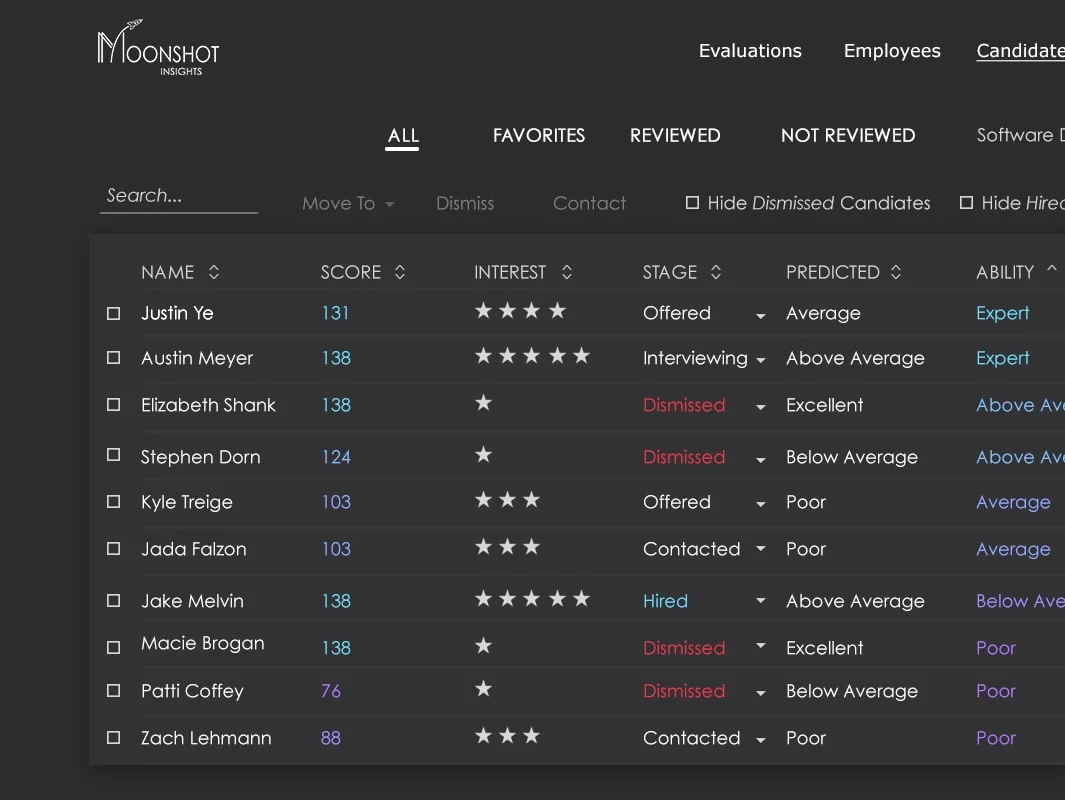 MOONSHOT
INSIGHTS
Evaluations Employees Candidate
ALL FAVORITES REVIEWED NOT REVIEWED Software D
Search... Move To Dismiss Contact Hide Dismissed Candiates Hide Hired
NAME SCORE INTEREST STAGE PREDICTED ABILITY
Justin Ye 131 ★★★★ Offered Average Expert
Austin Meyer 138 ★★★★★ Interviewing Above Average Expert
Elizabeth Shank 138 ★ Dismissed Excellent Above Ave
Stephen Dorn 124 ★ Dismissed Below Average Above Ave
Kyle Treige 103 ★★★ Offered Poor Average
Jada Falzon 103 ★★★ Contacted Poor Average
Jake Melvin 138 ★★★★★ Hired Above Average Below Ave
Macie Brogan 138 ★ Dismissed Excellent Poor
Patti Coffey 76 ★ Dismissed Below Average Poor
Zach Lehmann 88 ★★★ Contacted Poor Poor